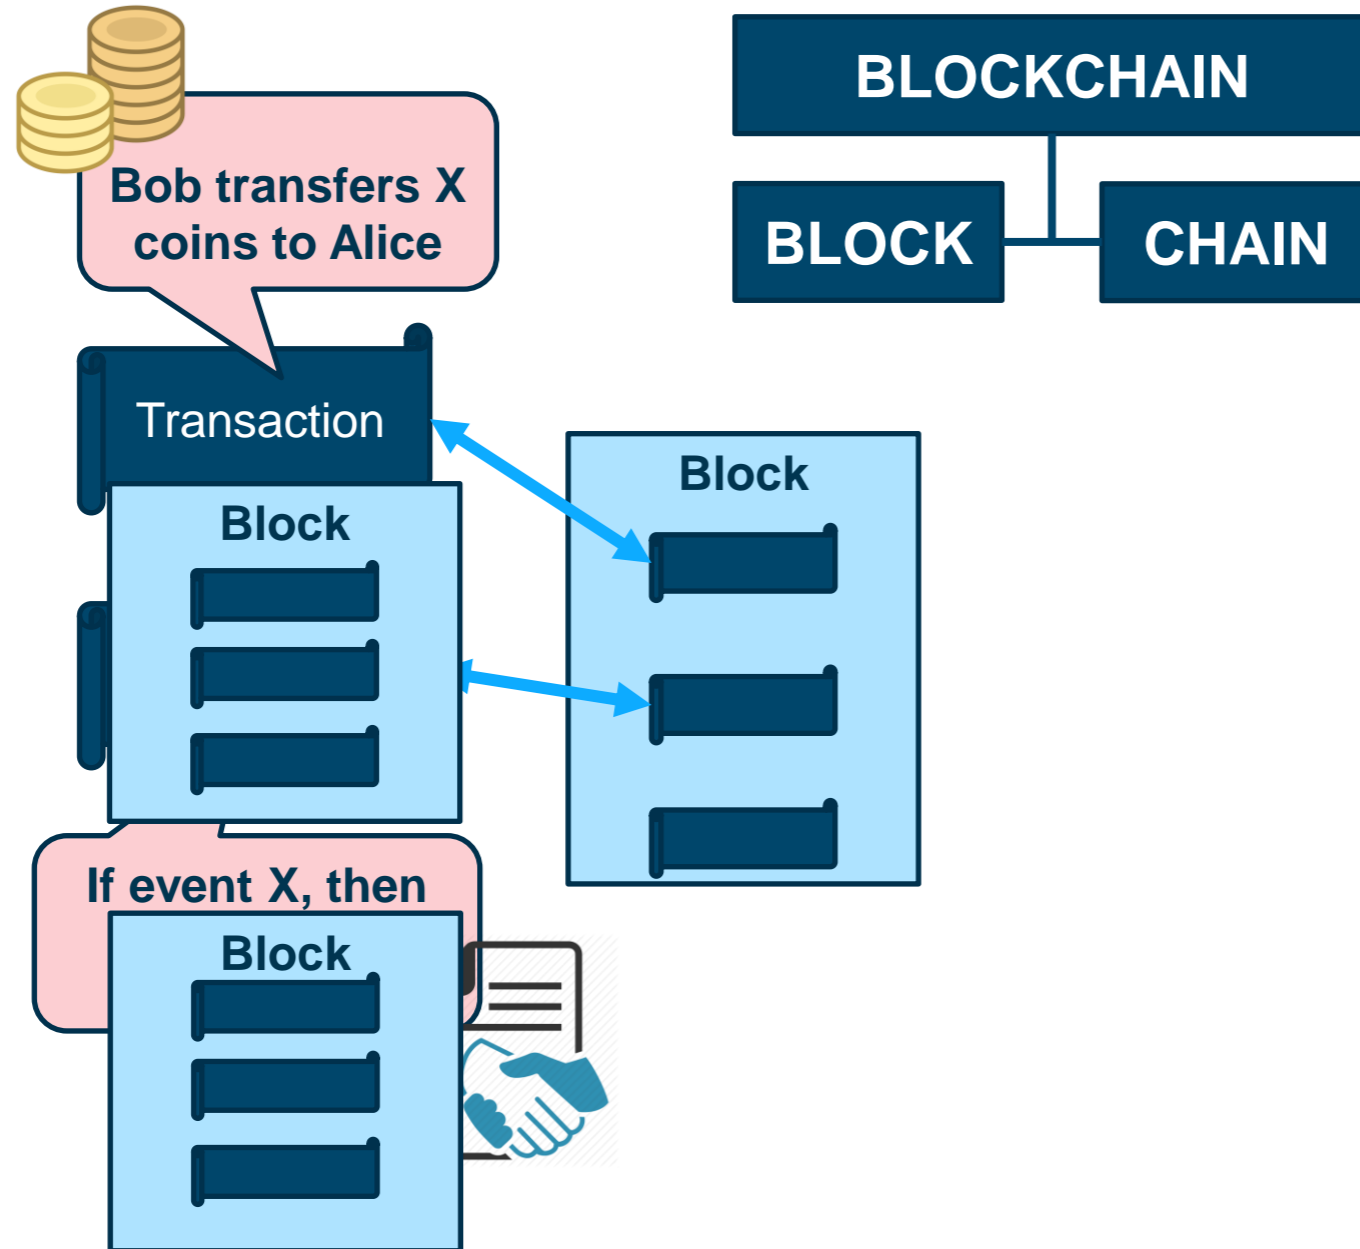 BLOCKCHAIN
BLOCK
CHAIN
Bob transfers X
coins to Alice
Transaction
Block
Block
If event X, then
Block